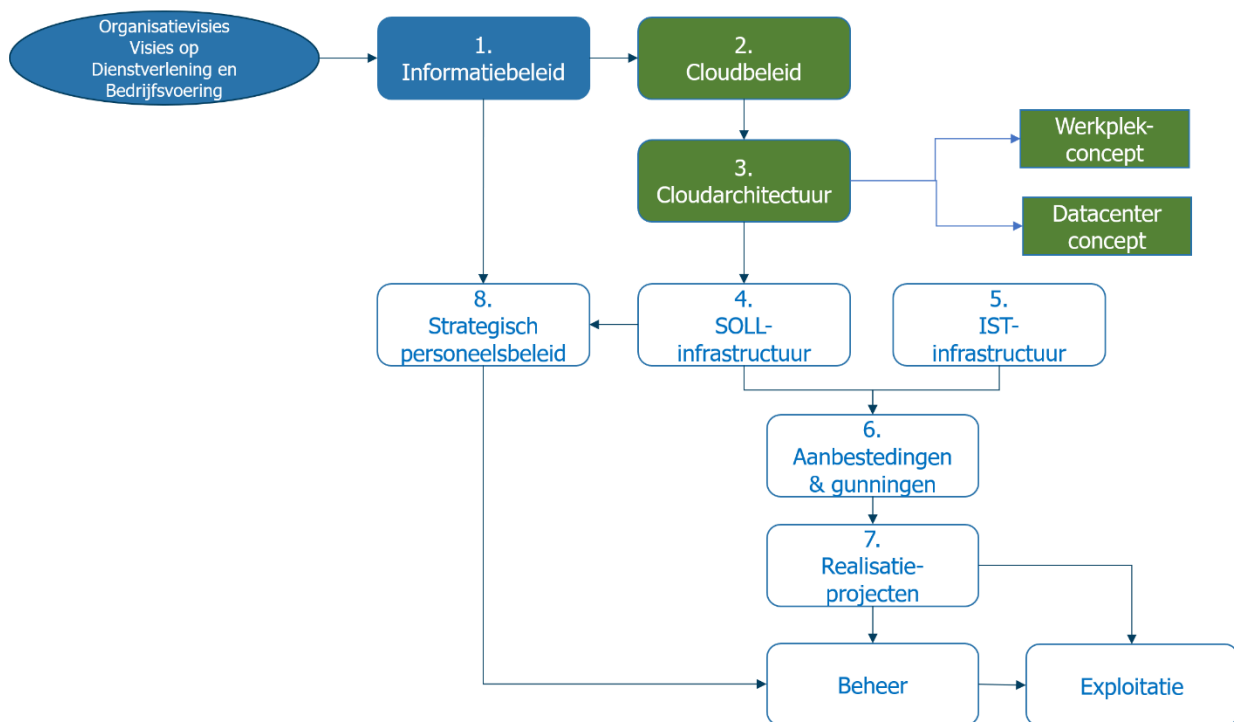 Organisatievisies
Visies op
Dienstverlening en
Bedrijfsvoering
1.
Informatiebeleid
2.
Cloudbeleid
3.
Cloudarchitectuur
Werkplek-
concept
Datacenter
concept
8.
Strategisch
personeelsbeleid
4.
SOLL-
infrastructuur
5.
IST-
infrastructuur
6.
Aanbestedingen
& gunningen
7.
Realisatie-
projecten
Beheer
Exploitatie